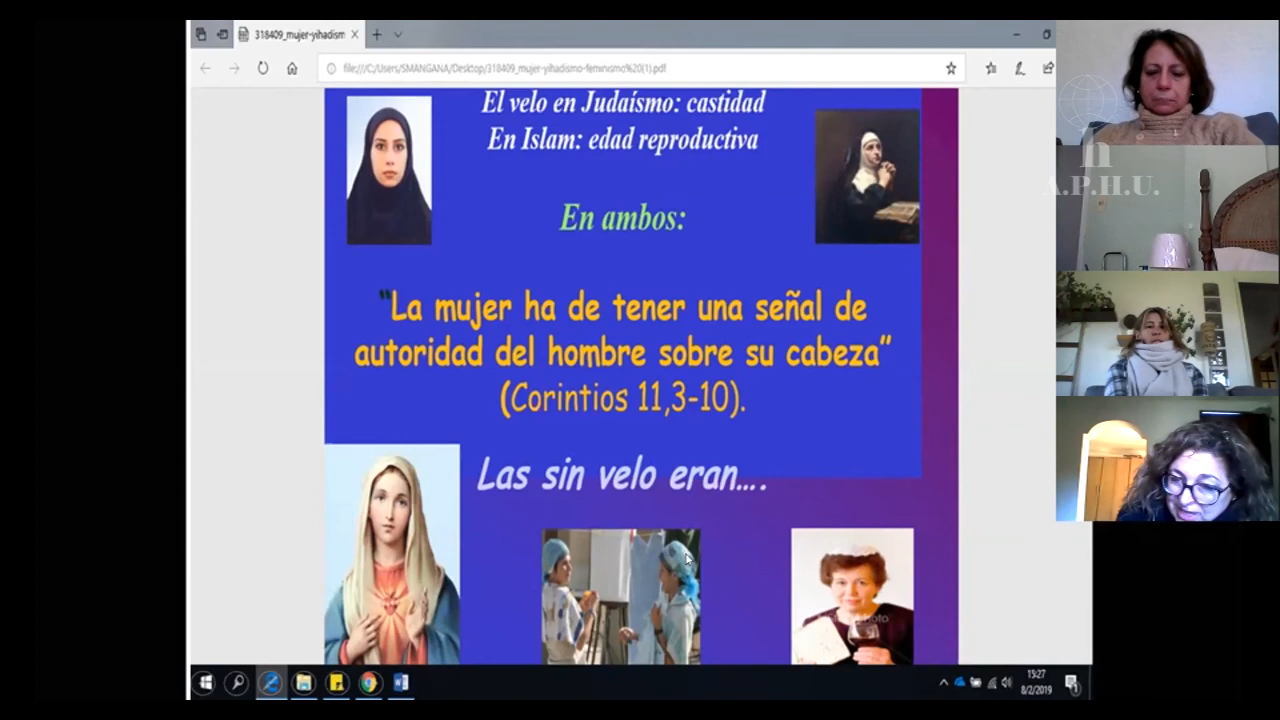 318409_mujer-yihadism
file:///C:/Users/SMANGANA/Desktop/318409_mujer-yihadismo-feminismo%20(1).pdf
El velo en Judaísmo: castidad
En Islam: edad reproductiva
En ambos:
“La mujer ha de tener una señal de
autoridad del hombre sobre su cabeza”
(Corintios 11,3-10).
Las sin velo eran….
h
A.P.H.U.
15:27
8/2/2019